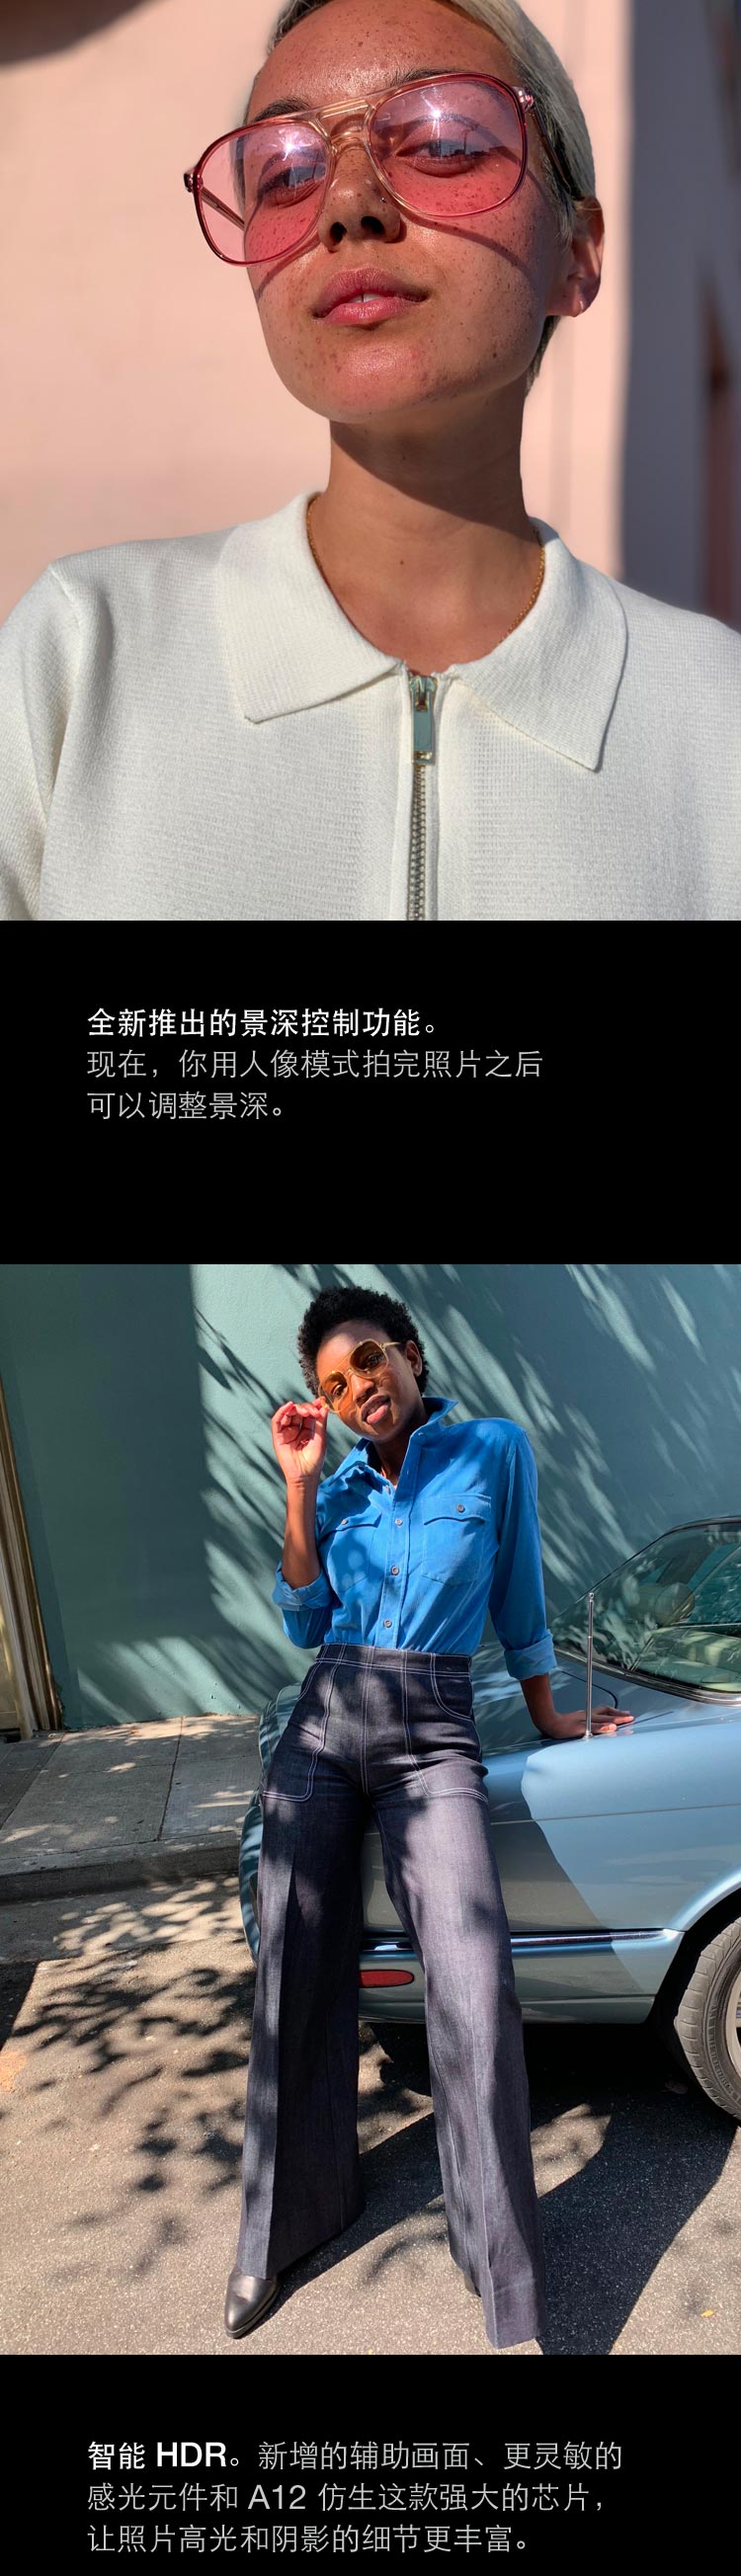 全新推出的景深控制功能。
现在，你用人像模式拍完照片之后
可以调整景深。
智能 HDR。新增的辅助画面、更灵敏的
感光元件和 A12 仿生这款强大的芯片，
让照片高光和阴影的细节更丰富。